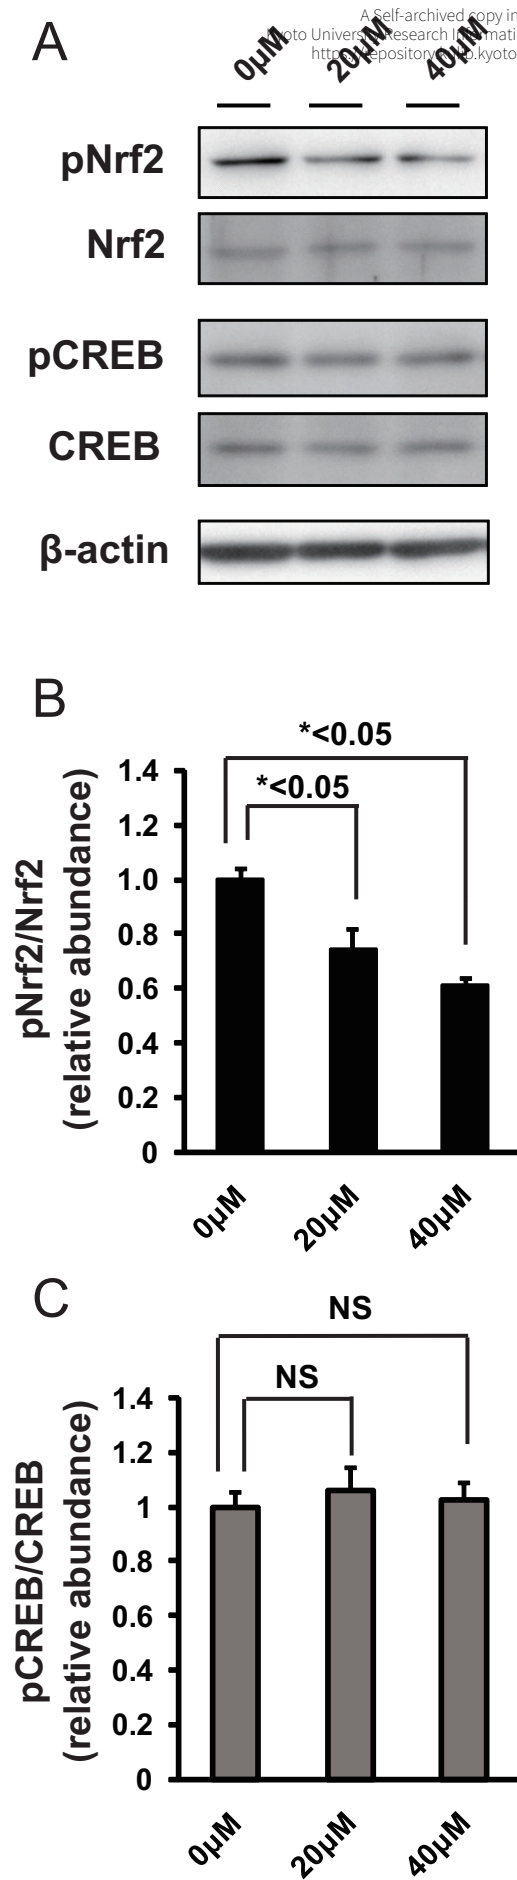 A Self-archived copy in
Kyoto University Research Informati
https://repository.kulib.kyoto
A
0μM 20μM 40μM
pNrf2
Nrf2
pCREB
CREB
β-actin
B
*<0.05
*<0.05
pNrf2/Nrf2
(relative abundance)
1.4
1.2
1.0
0.8
0.6
0.4
0.2
0
0μM 20μM 40μM
C
NS
NS
pCREB/CREB
(relative abundance)
1.4
1.2
1
0.8
0.6
0.4
0.2
0
0μM 20μM 40μM